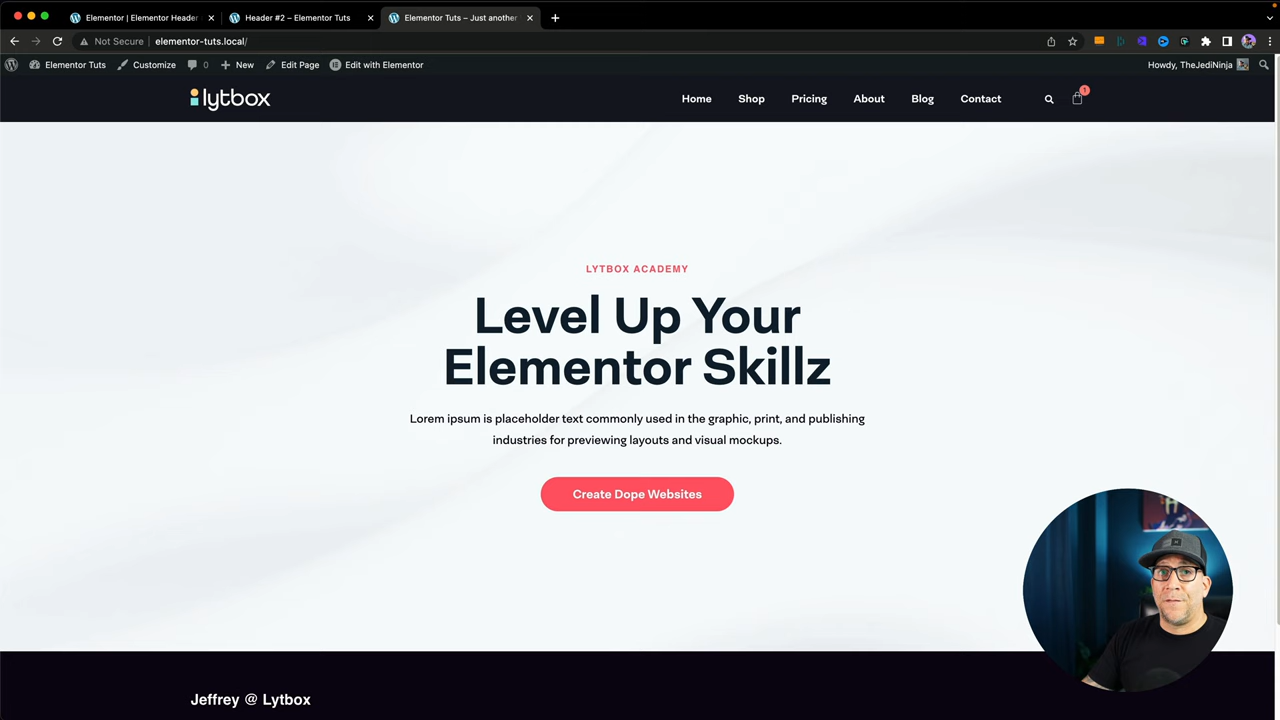 Elementor | Elementor Header
Header #2 – Elementor Tuts
Elementor Tuts – Just another
Not Secure
elementor-tuts.local/
Elementor Tuts
Customize
0
New
Edit Page
Edit with Elementor
Howdy, TheJediNinja
lytbox
Home
Shop
Pricing
About
Blog
Contact
1
LYTBOX ACADEMY
Level Up Your
Elementor Skillz
Lorem ipsum is placeholder text commonly used in the graphic, print, and publishing
industries for previewing layouts and visual mockups.
Create Dope Websites
Jeffrey @ Lytbox